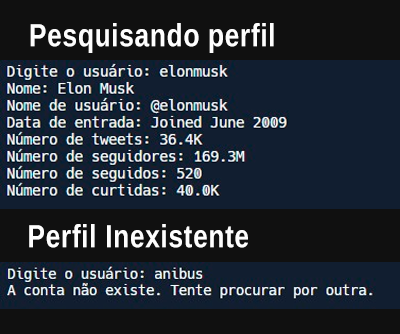 Pesquisando perfil
Digite o usuário: elonmusk
Nome: Elon Musk
Nome de usuário: @elonmusk
Data de entrada: Joined June 2009
Número de tweets: 36.4K
Número de seguidores: 169.3M
Número de seguidos: 520
Número de curtidas: 40.0K
Perfil Inexistente
Digite o usuário: anibus
A conta não existe. Tente procurar por outra.